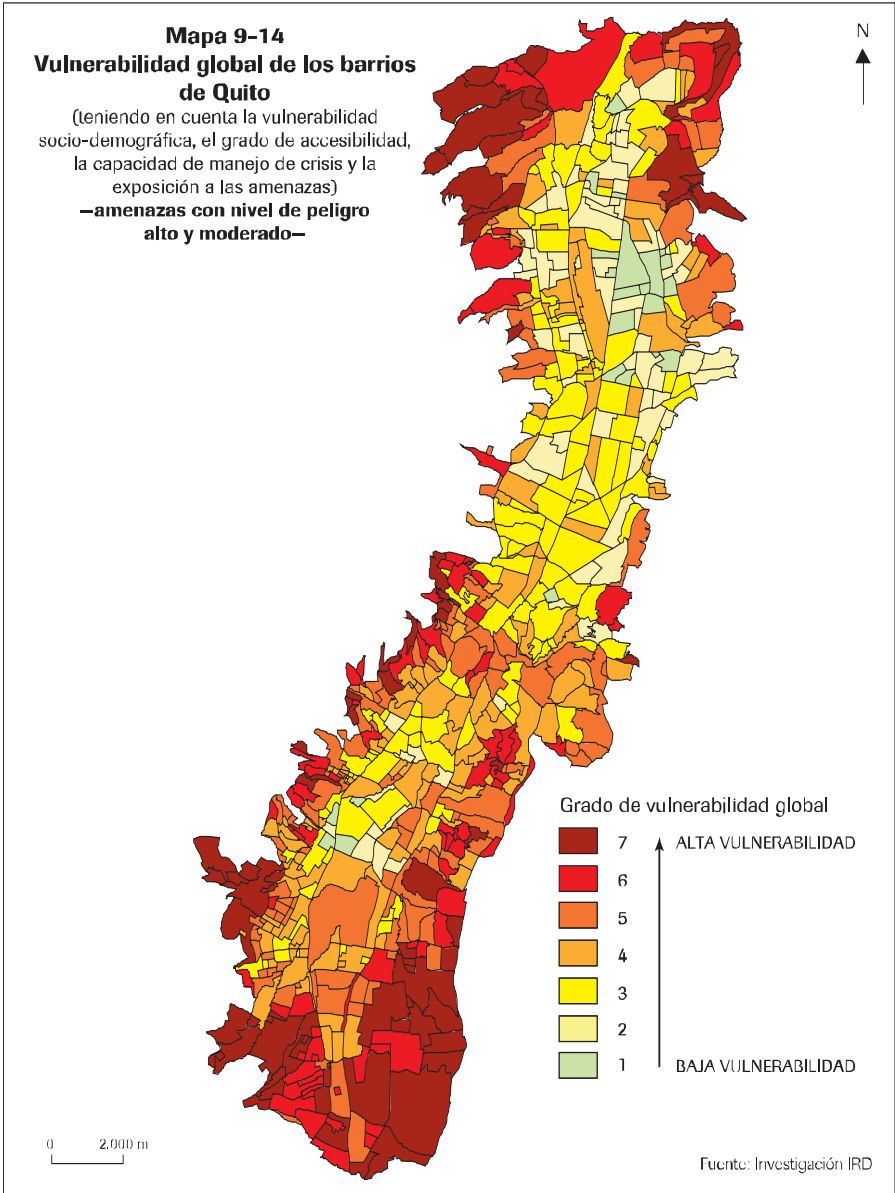 Mapa 9-14
Vulnerabilidad global de los barrios
de Quito
(teniendo en cuenta la vulnerabilidad
socio-demográfica, el grado de accesibilidad,
la capacidad de manejo de crisis y la
exposición a las amenazas)
—amenazas con nivel de peligro
alto y moderado—
N
Grado de vulnerabilidad global
7 ALTA VULNERABILIDAD
6
5
4
3
2
1 BAJA VULNERABILIDAD
0 2.000 m
Fuente: Investigación IRD